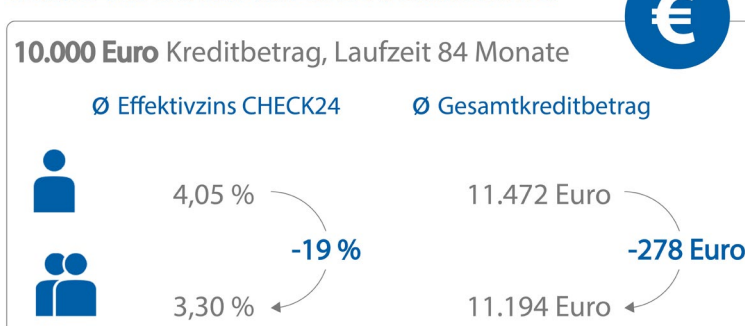 €
10.000 Euro Kreditbetrag, Laufzeit 84 Monate
Ø Effektivzins CHECK24 Ø Gesamtkreditbetrag
4,05 % 11.472 Euro
-19 % -278 Euro
3,30 % 11.194 Euro